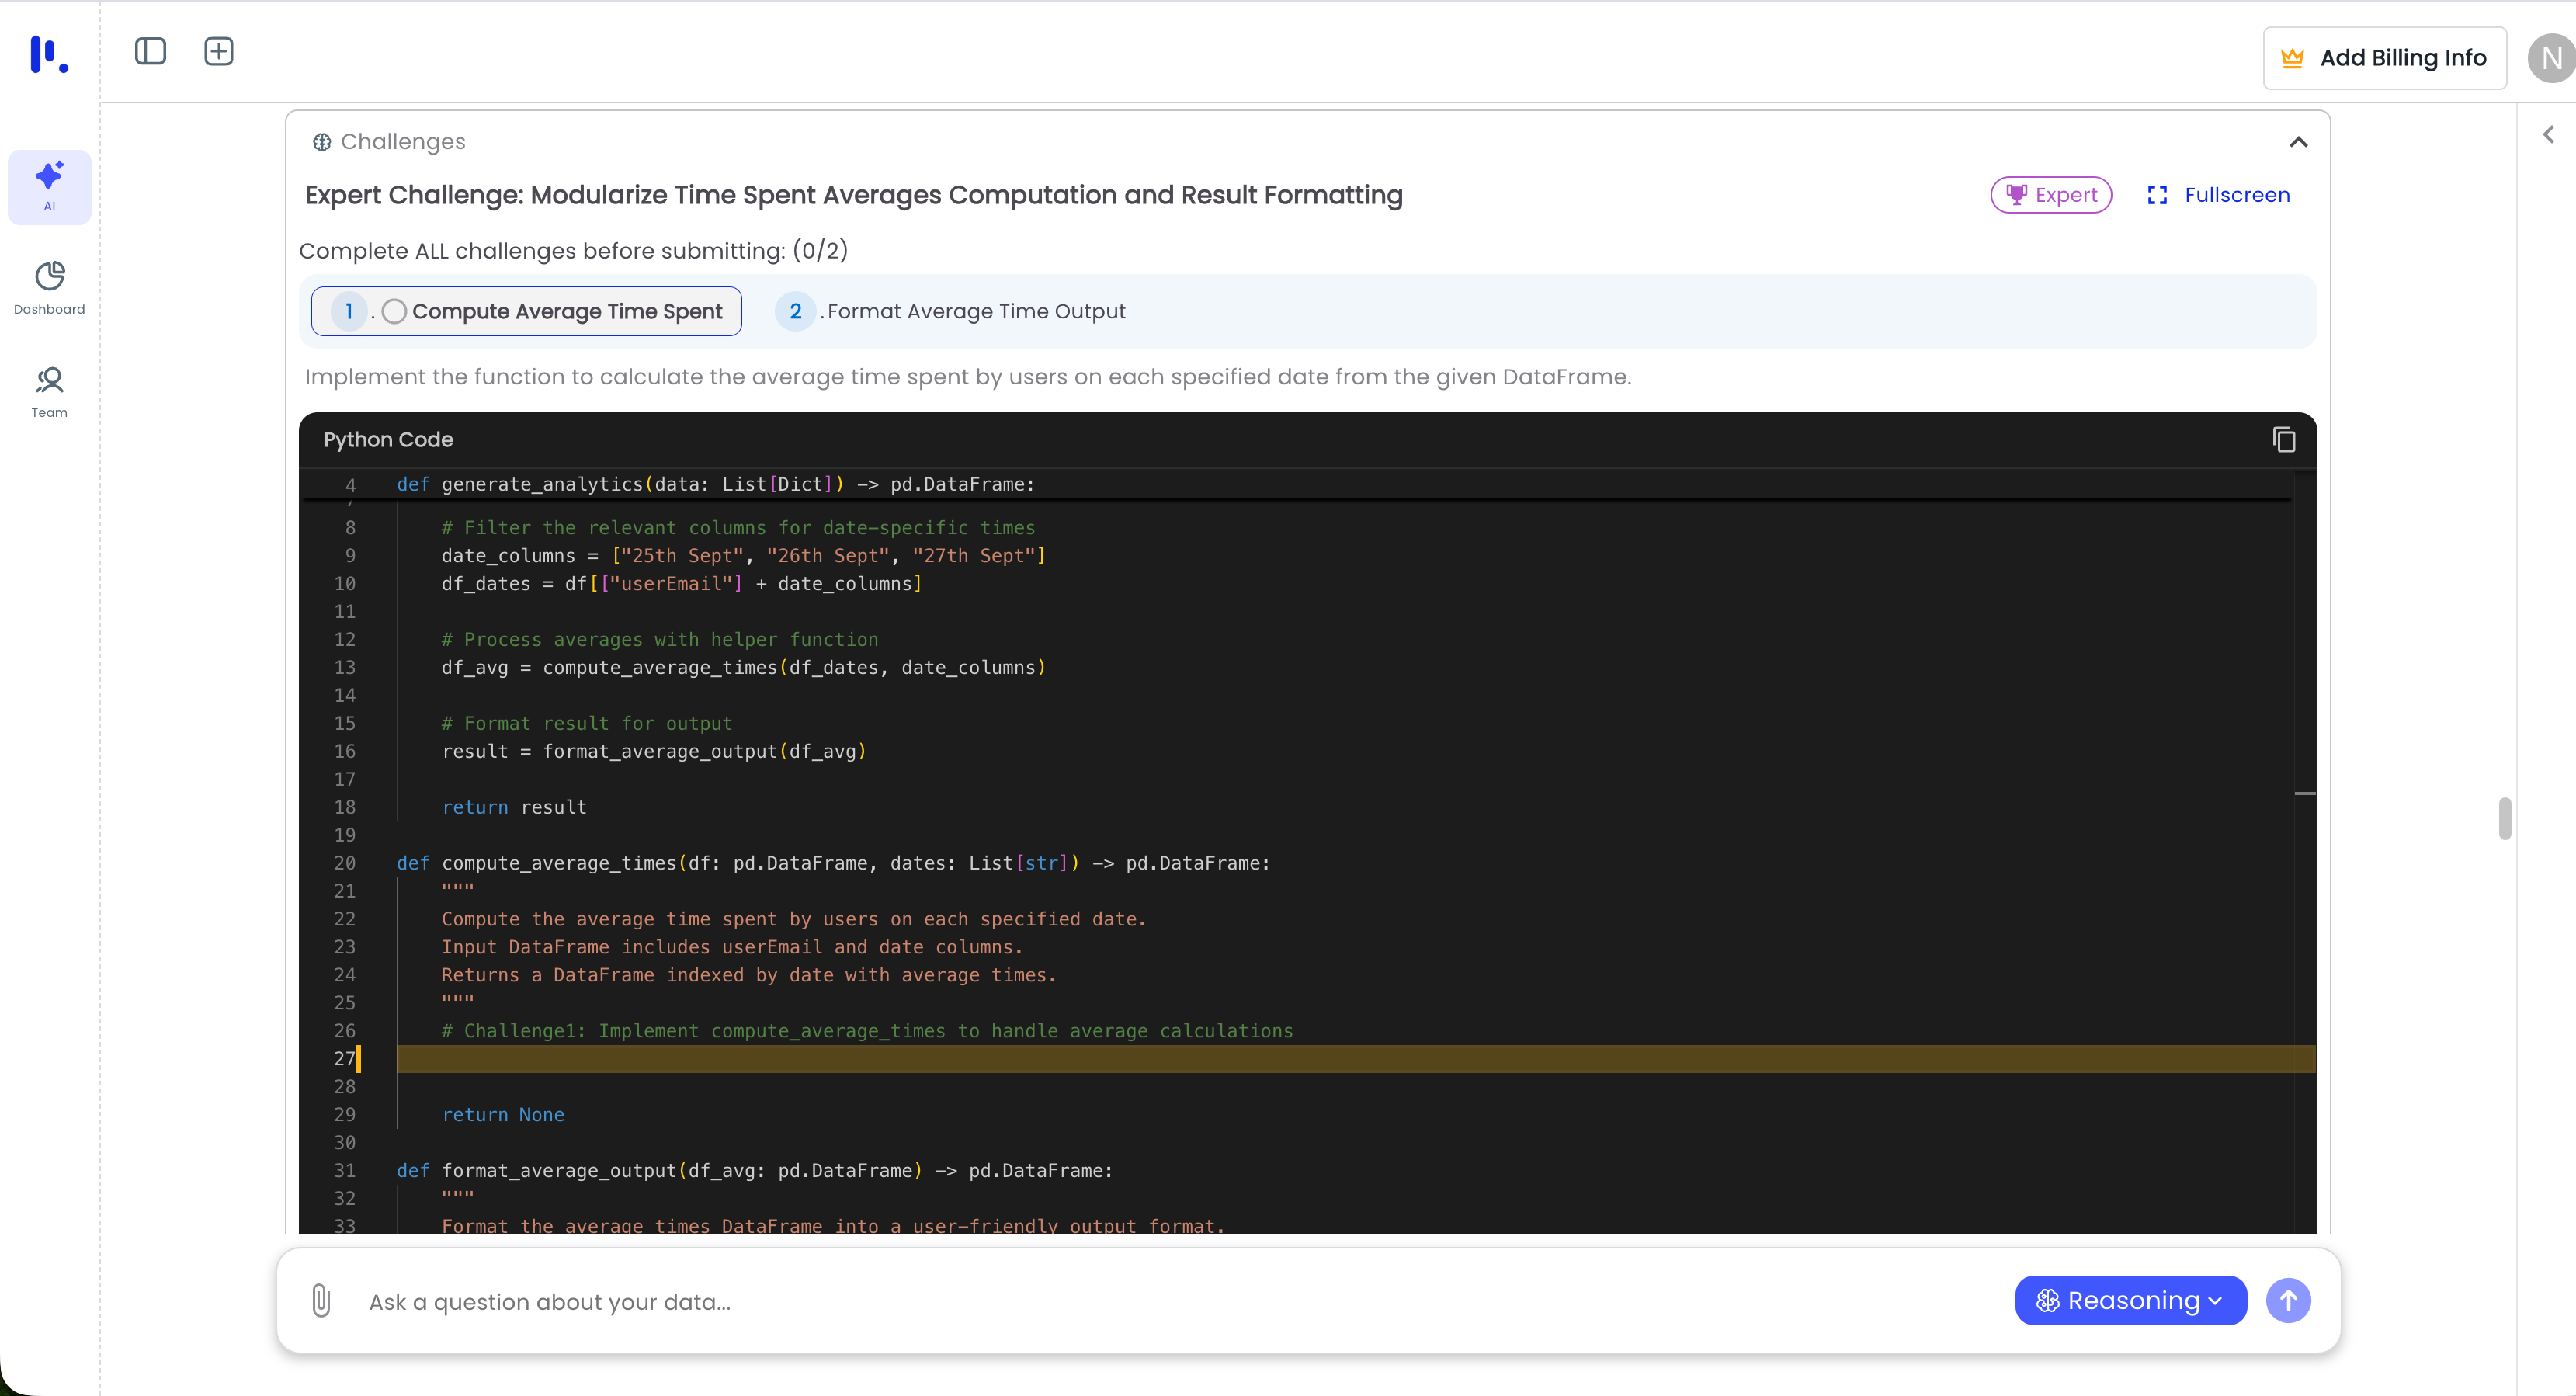 Add Billing Info
N
AI
Dashboard
Team
Challenges
Expert Challenge: Modularize Time Spent Averages Computation and Result Formatting
Expert
Fullscreen
Complete ALL challenges before submitting: (0/2)
1 . Compute Average Time Spent
2 . Format Average Time Output
Implement the function to calculate the average time spent by users on each specified date from the given DataFrame.
Python Code
4 def generate_analytics(data: List[Dict]) -> pd.DataFrame:
7
8 # Filter the relevant columns for date-specific times
9 date_columns = ["25th Sept", "26th Sept", "27th Sept"]
10 df_dates = df[["userEmail"] + date_columns]
11
12 # Process averages with helper function
13 df_avg = compute_average_times(df_dates, date_columns)
14
15 # Format result for output
16 result = format_average_output(df_avg)
17
18 return result
19
20 def compute_average_times(df: pd.DataFrame, dates: List[str]) -> pd.DataFrame:
21 """
22 Compute the average time spent by users on each specified date.
23 Input DataFrame includes userEmail and date columns.
24 Returns a DataFrame indexed by date with average times.
25 """
26 # Challenge1: Implement compute_average_times to handle average calculations
27
28
29 return None
30
31 def format_average_output(df_avg: pd.DataFrame) -> pd.DataFrame:
32 """
33 Format the average times DataFrame into a user-friendly output format.
Ask a question about your data...
Reasoning